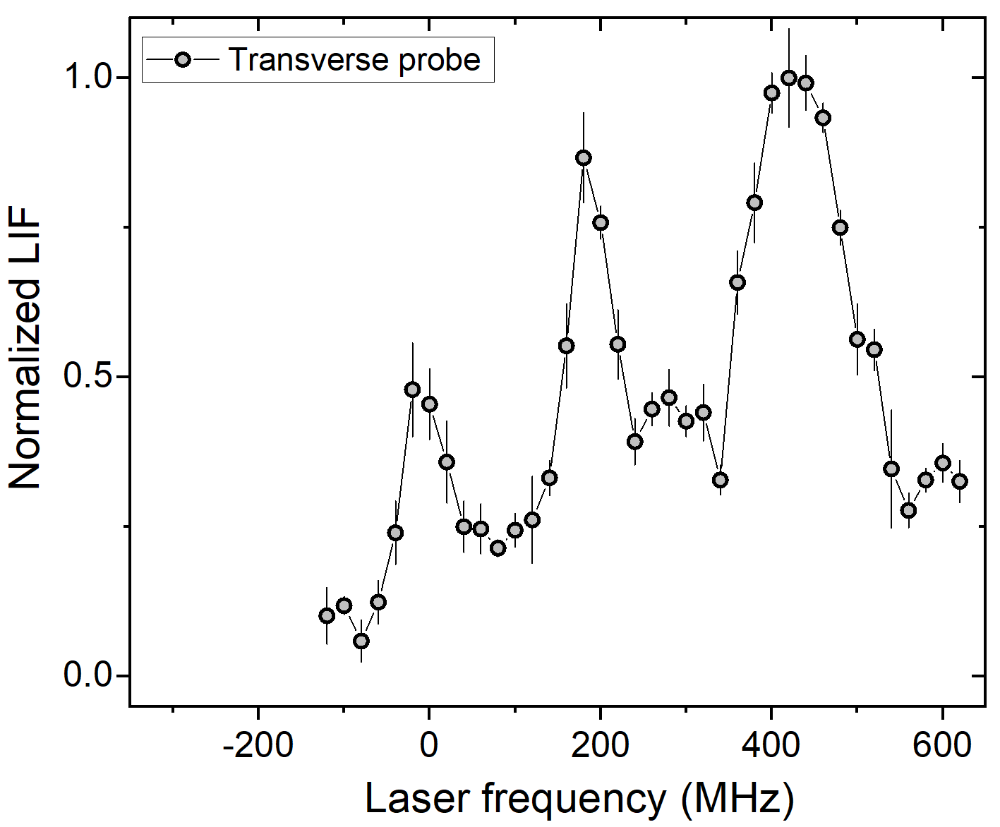 Transverse probe
1.0
0.5
0.0
Normalized LIF
-200 0 200 400 600
Laser frequency (MHz)